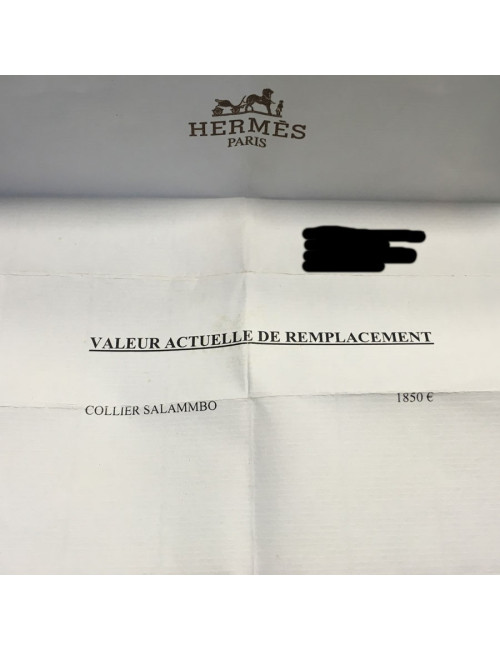 HERMÈS
PARIS
VALEUR ACTUELLE DE REMPLACEMENT
COLLIER SALAMMBO 1850 €